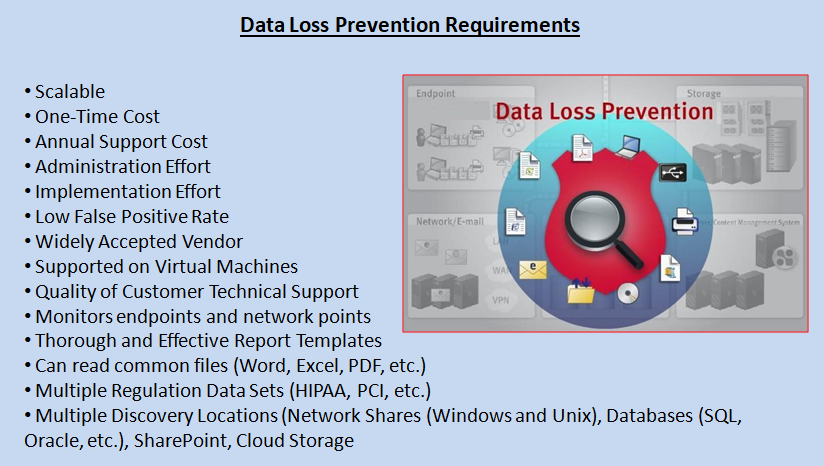 Data Loss Prevention Requirements
• Scalable
• One-Time Cost
• Annual Support Cost
• Administration Effort
• Implementation Effort
• Low False Positive Rate
• Widely Accepted Vendor
• Supported on Virtual Machines
• Quality of Customer Technical Support
• Monitors endpoints and network points
• Thorough and Effective Report Templates
• Can read common files (Word, Excel, PDF, etc.)
• Multiple Regulation Data Sets (HIPAA, PCI, etc.)
• Multiple Discovery Locations (Network Shares (Windows and Unix), Databases (SQL,
Oracle, etc.), SharePoint, Cloud Storage
Endpoint
Storage
Data Loss Prevention
Network/E-mail
LAN
WAN
VPN
Content Management System